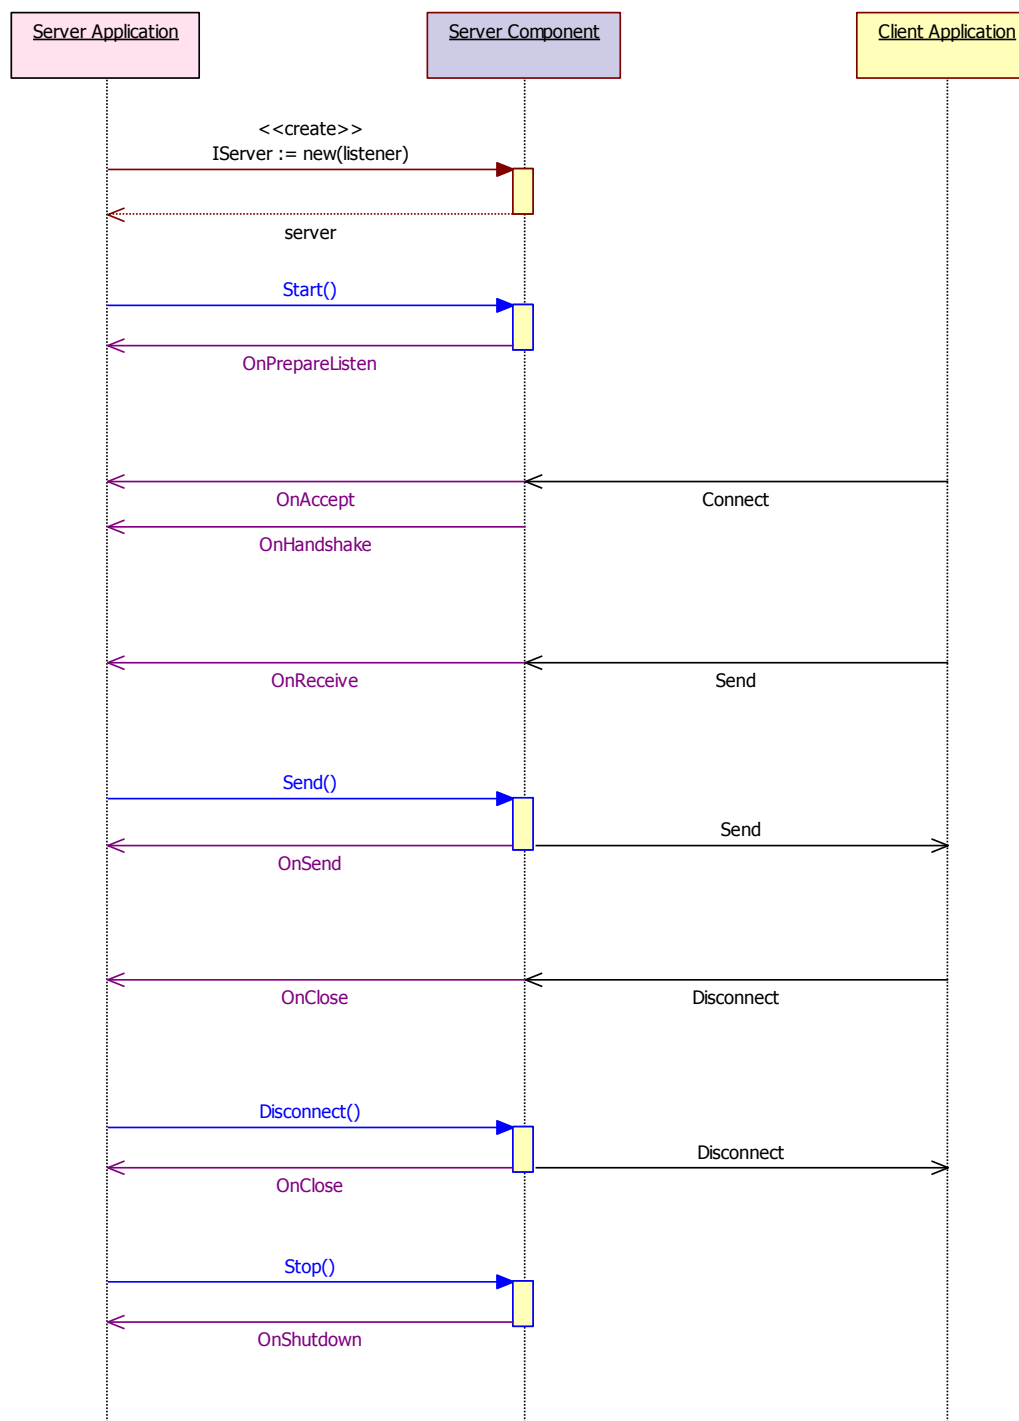 Server Application
Server Component
Client Application
<<create>>
IServer := new(listener)
server
Start()
OnPrepareListen
OnAccept
Connect
OnHandshake
OnReceive
Send
Send()
Send
OnSend
OnClose
Disconnect
Disconnect()
Disconnect
OnClose
Stop()
OnShutdown